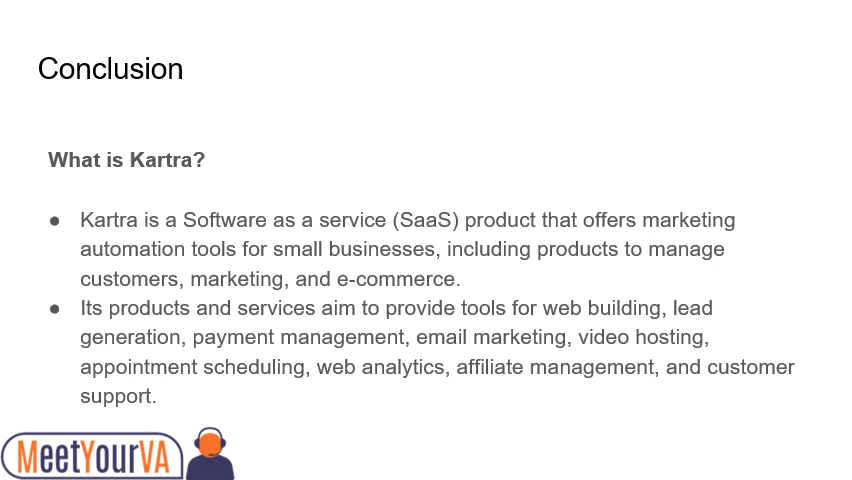 Conclusion
What is Kartra?
● Kartra is a Software as a service (SaaS) product that offers marketing
automation tools for small businesses, including products to manage
customers, marketing, and e-commerce.
● Its products and services aim to provide tools for web building, lead
generation, payment management, email marketing, video hosting,
appointment scheduling, web analytics, affiliate management, and customer
support.
MeetYourVA